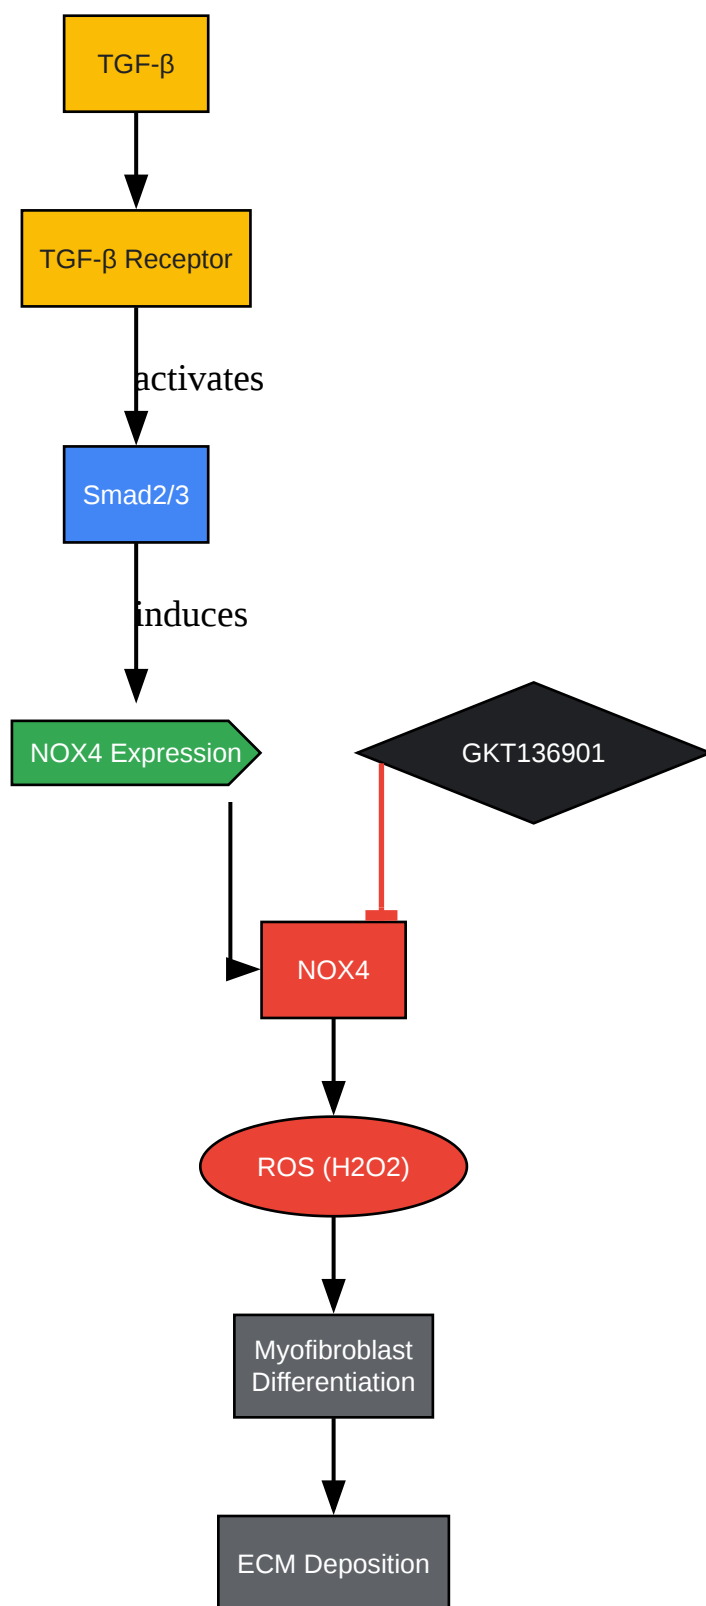 TGF-β
TGF-β Receptor
activates
Smad2/3
induces
NOX4 Expression
GKT136901
NOX4
ROS (H2O2)
Myofibroblast
Differentiation
ECM Deposition